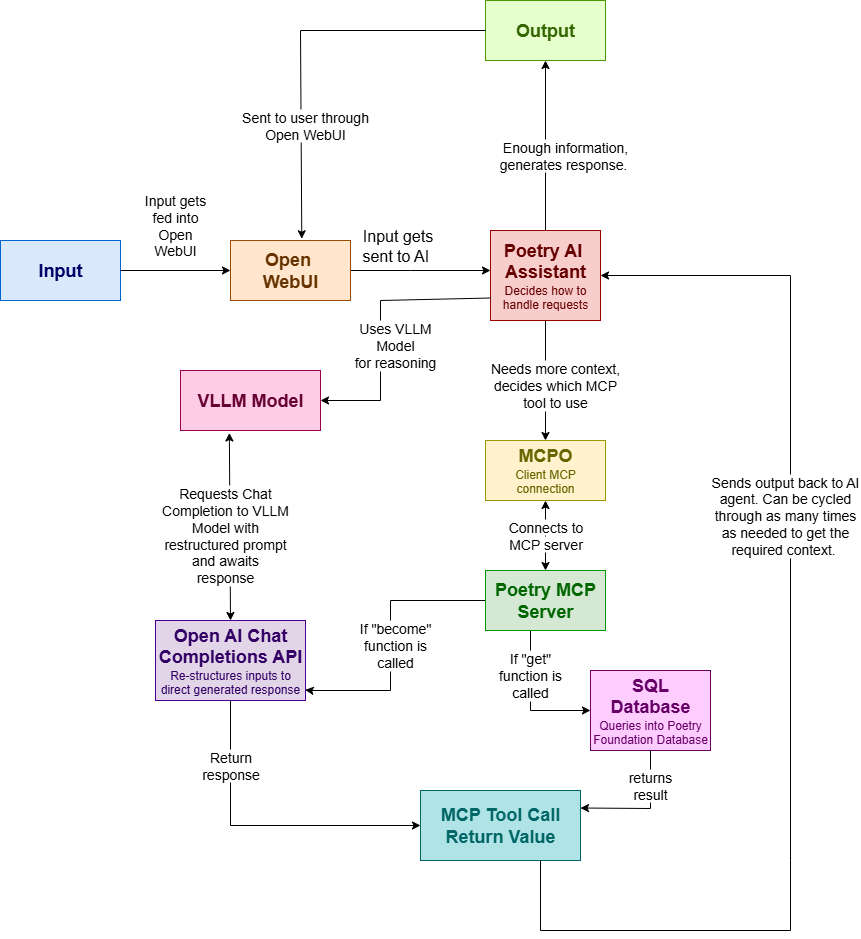 Output
Sent to user through
Open WebUI
Enough information,
generates response.
Input gets
fed into
Open
WebUI
Input gets
sent to AI
Input
Open
WebUI
Poetry AI
Assistant
Decides how to
handle requests
Uses VLLM
Model
for reasoning
Needs more context,
decides which MCP
tool to use
VLLM Model
MCPO
Client MCP
connection
Sends output back to AI
agent. Can be cycled
through as many times
as needed to get the
required context.
Requests Chat
Completion to VLLM
Model with
restructured prompt
and awaits
response
Connects to
MCP server
Poetry MCP
Server
If "become"
function is
called
Open AI Chat
Completions API
Re-structures inputs to
direct generated response
If "get"
function is
called
SQL
Database
Queries into Poetry
Foundation Database
Return
response
returns
result
MCP Tool Call
Return Value